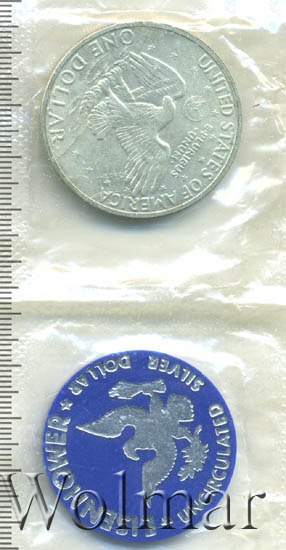 UNITED STATES OF AMERICA
E PLURIBUS
UNUM
ONE DOLLAR
EISENHOWER
UNCIRCULATED
SILVER DOLLAR
Wolmar